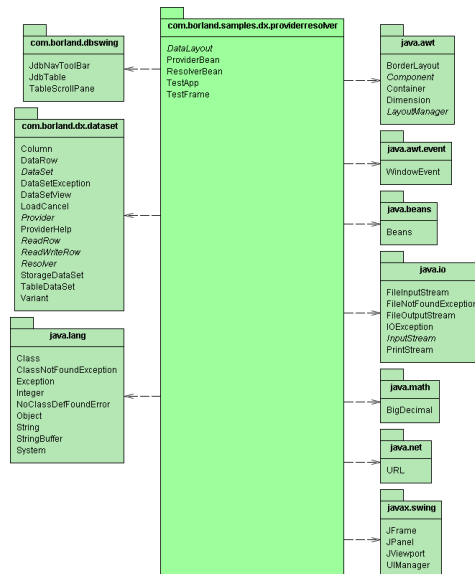 com.borland.dbswing
JdbNavToolBar
JdbTable
TableScrollPane
com.borland.dx.dataset
Column
DataRow
DataSet
DataSetException
DataSetView
LoadCancel
Provider
ProviderHelp
ReadRow
ReadWriteRow
Resolver
StorageDataSet
TableDataSet
Variant
java.lang
Class
ClassNotFoundException
Exception
Integer
NoClassDefFoundError
Object
String
StringBuffer
System
com.borland.samples.dx.providerresolver
DataLayout
ProviderBean
ResolverBean
TestApp
TestFrame
java.awt
BorderLayout
Component
Container
Dimension
LayoutManager
java.awt.event
WindowEvent
java.beans
Beans
java.io
FileInputStream
FileNotFoundException
FileOutputStream
IOException
InputStream
PrintStream
java.math
BigDecimal
java.net
URL
javax.swing
JFrame
JPanel
JViewport
UIManager